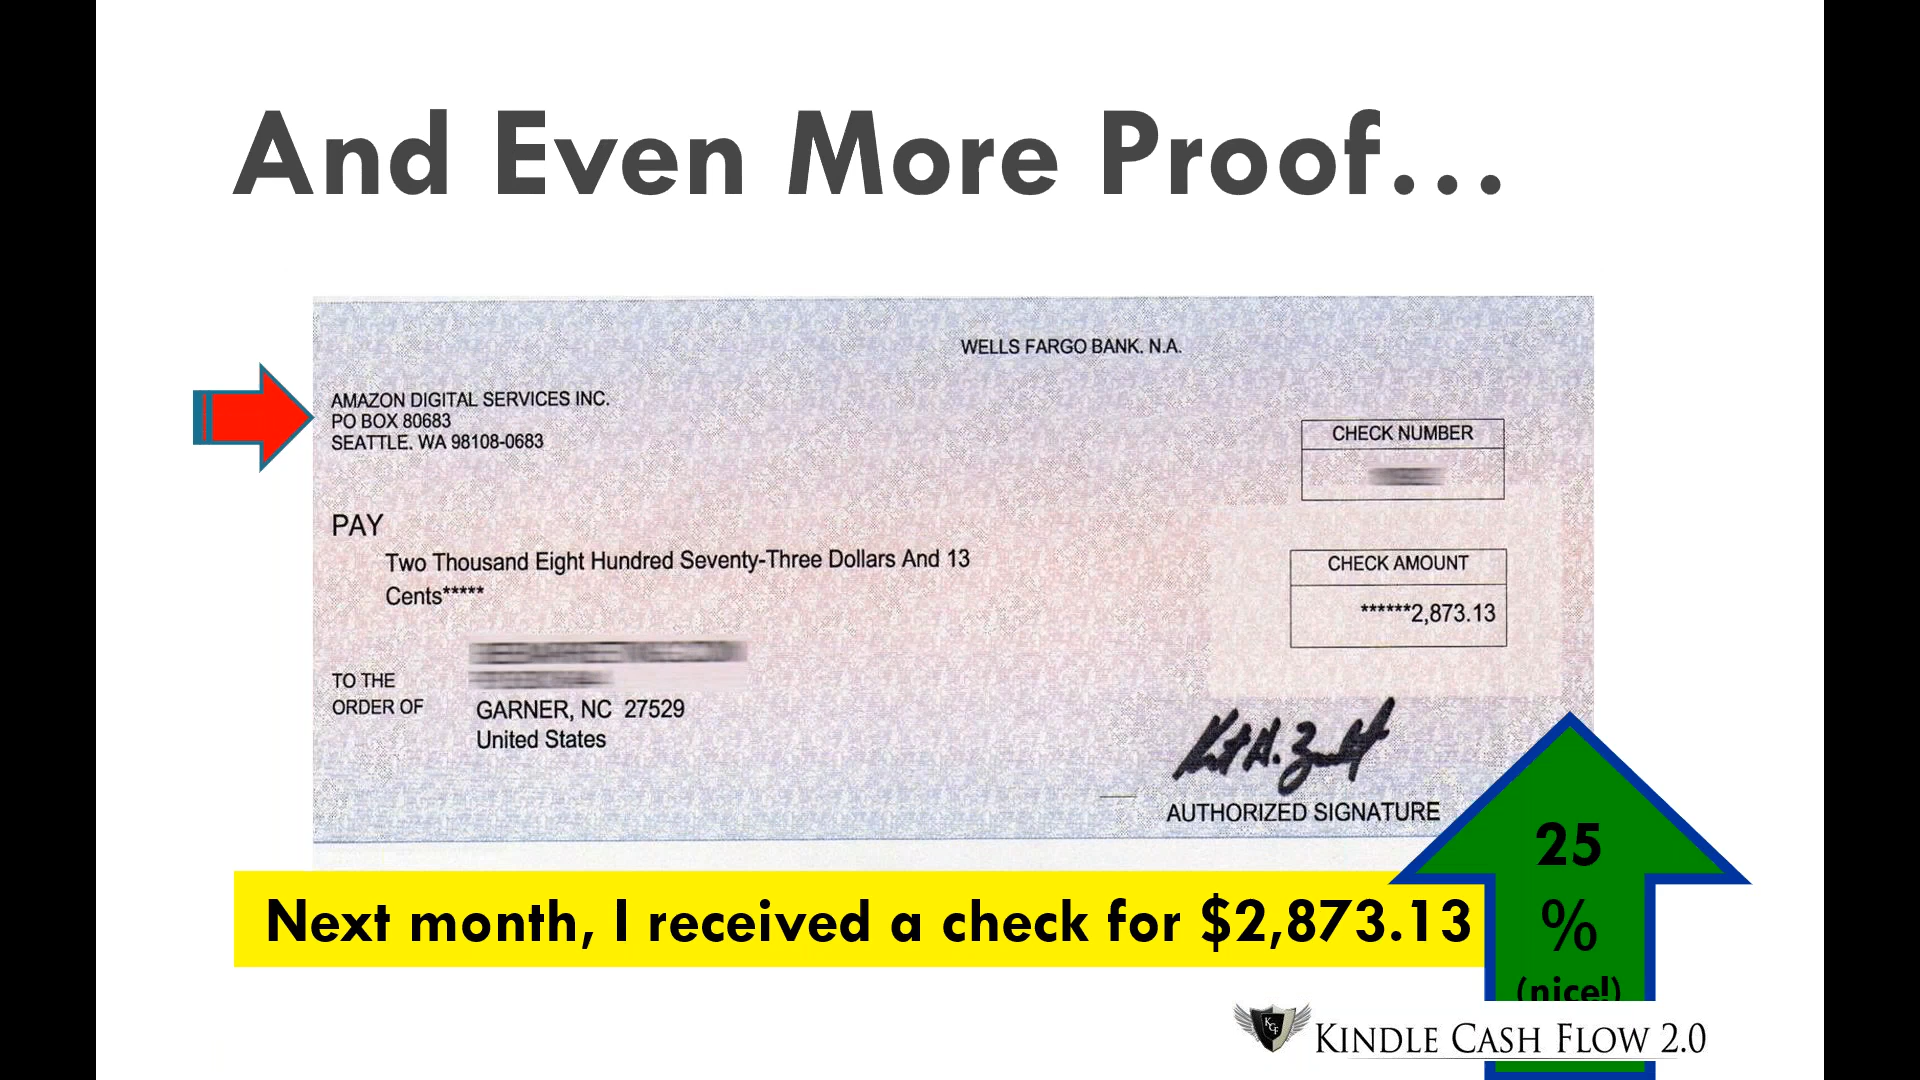 And Even More Proof...
WELLS FARGO BANK. N.A.
AMAZON DIGITAL SERVICES INC.
PO BOX 80683
SEATTLE. WA 98108-0683
CHECK NUMBER
PAY
Two Thousand Eight Hundred Seventy-Three Dollars And 13
Cents*****
CHECK AMOUNT
******2,873.13
TO THE
ORDER OF
GARNER, NC 27529
United States
AUTHORIZED SIGNATURE
Next month, I received a check for $2,873.13
25
%
(nice!)
KCF
KINDLE CASH FLOW 2.0